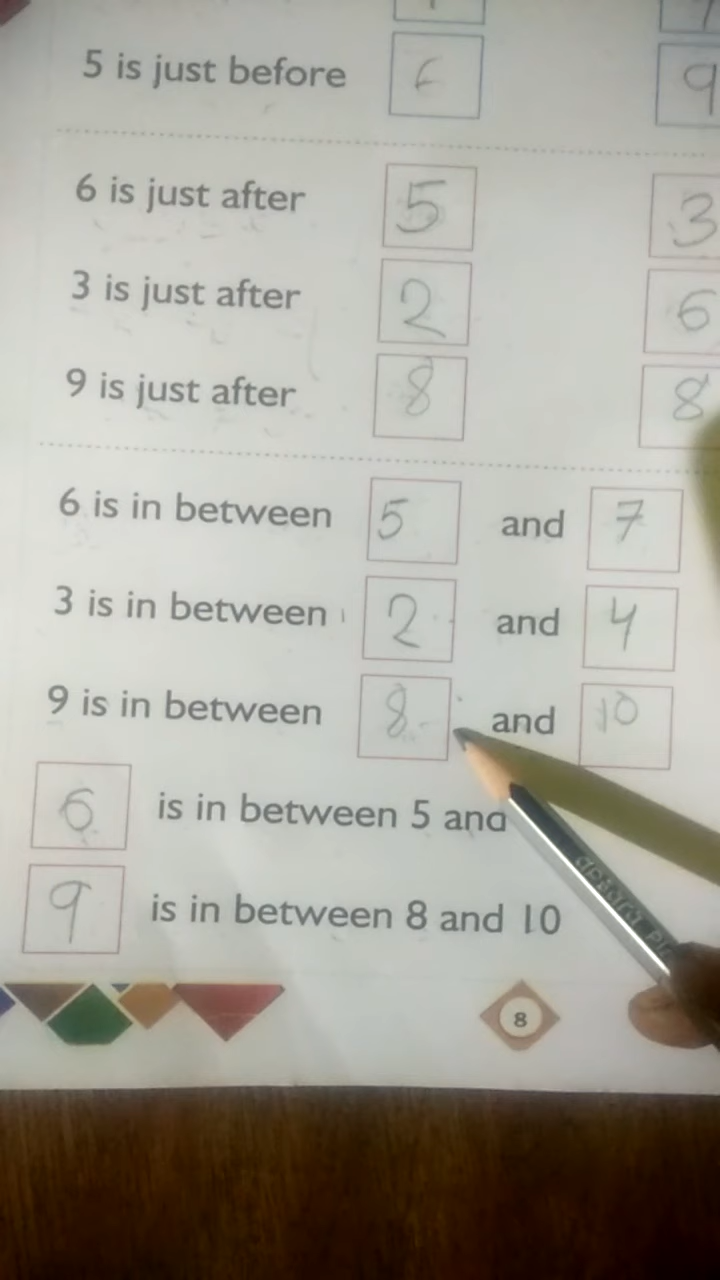 5 is just before 6 9
6 is just after 5 3
3 is just after 2 6
9 is just after 8 8
6 is in between 5 and 7
3 is in between 2 and 4
9 is in between 8 and 10
6 is in between 5 and
9 is in between 8 and 10
8